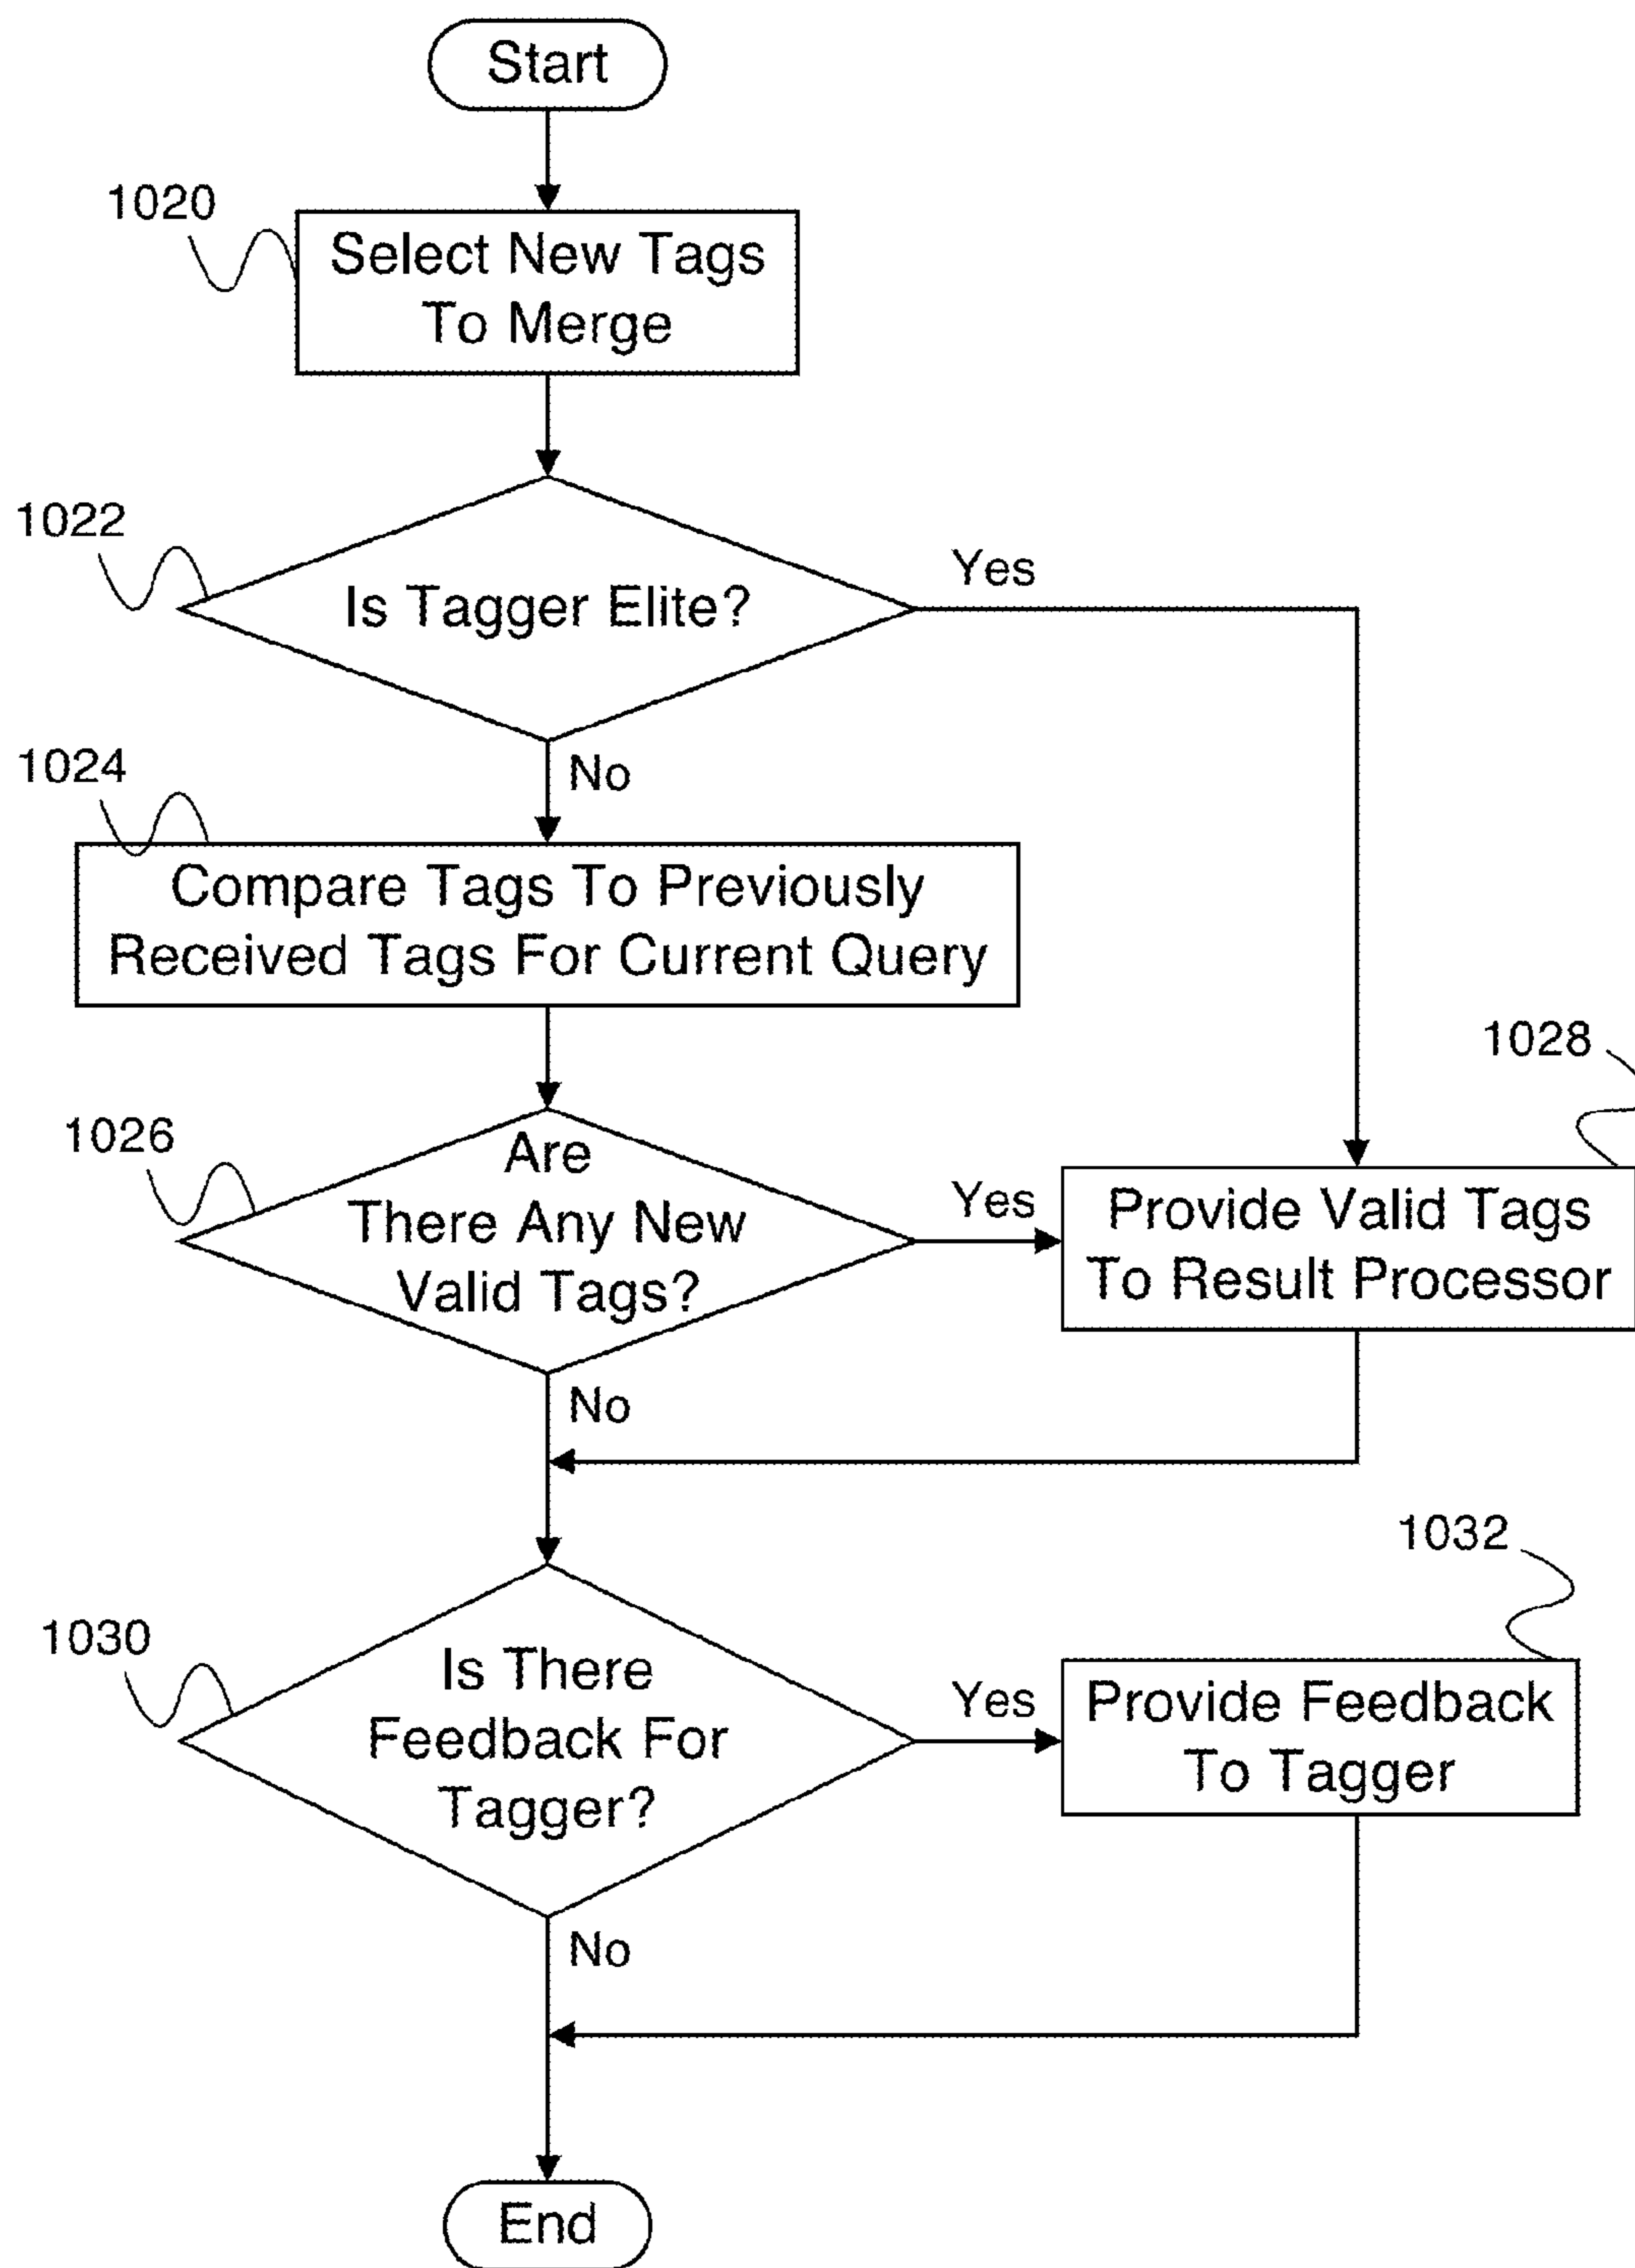 Start
1020
Select New Tags
To Merge
1022
Is Tagger Elite?
Yes
No
1024
Compare Tags To Previously
Received Tags For Current Query
1026
Are
There Any New
Valid Tags?
Yes
1028
Provide Valid Tags
To Result Processor
No
1030
Is There
Feedback For
Tagger?
Yes
1032
Provide Feedback
To Tagger
No
End